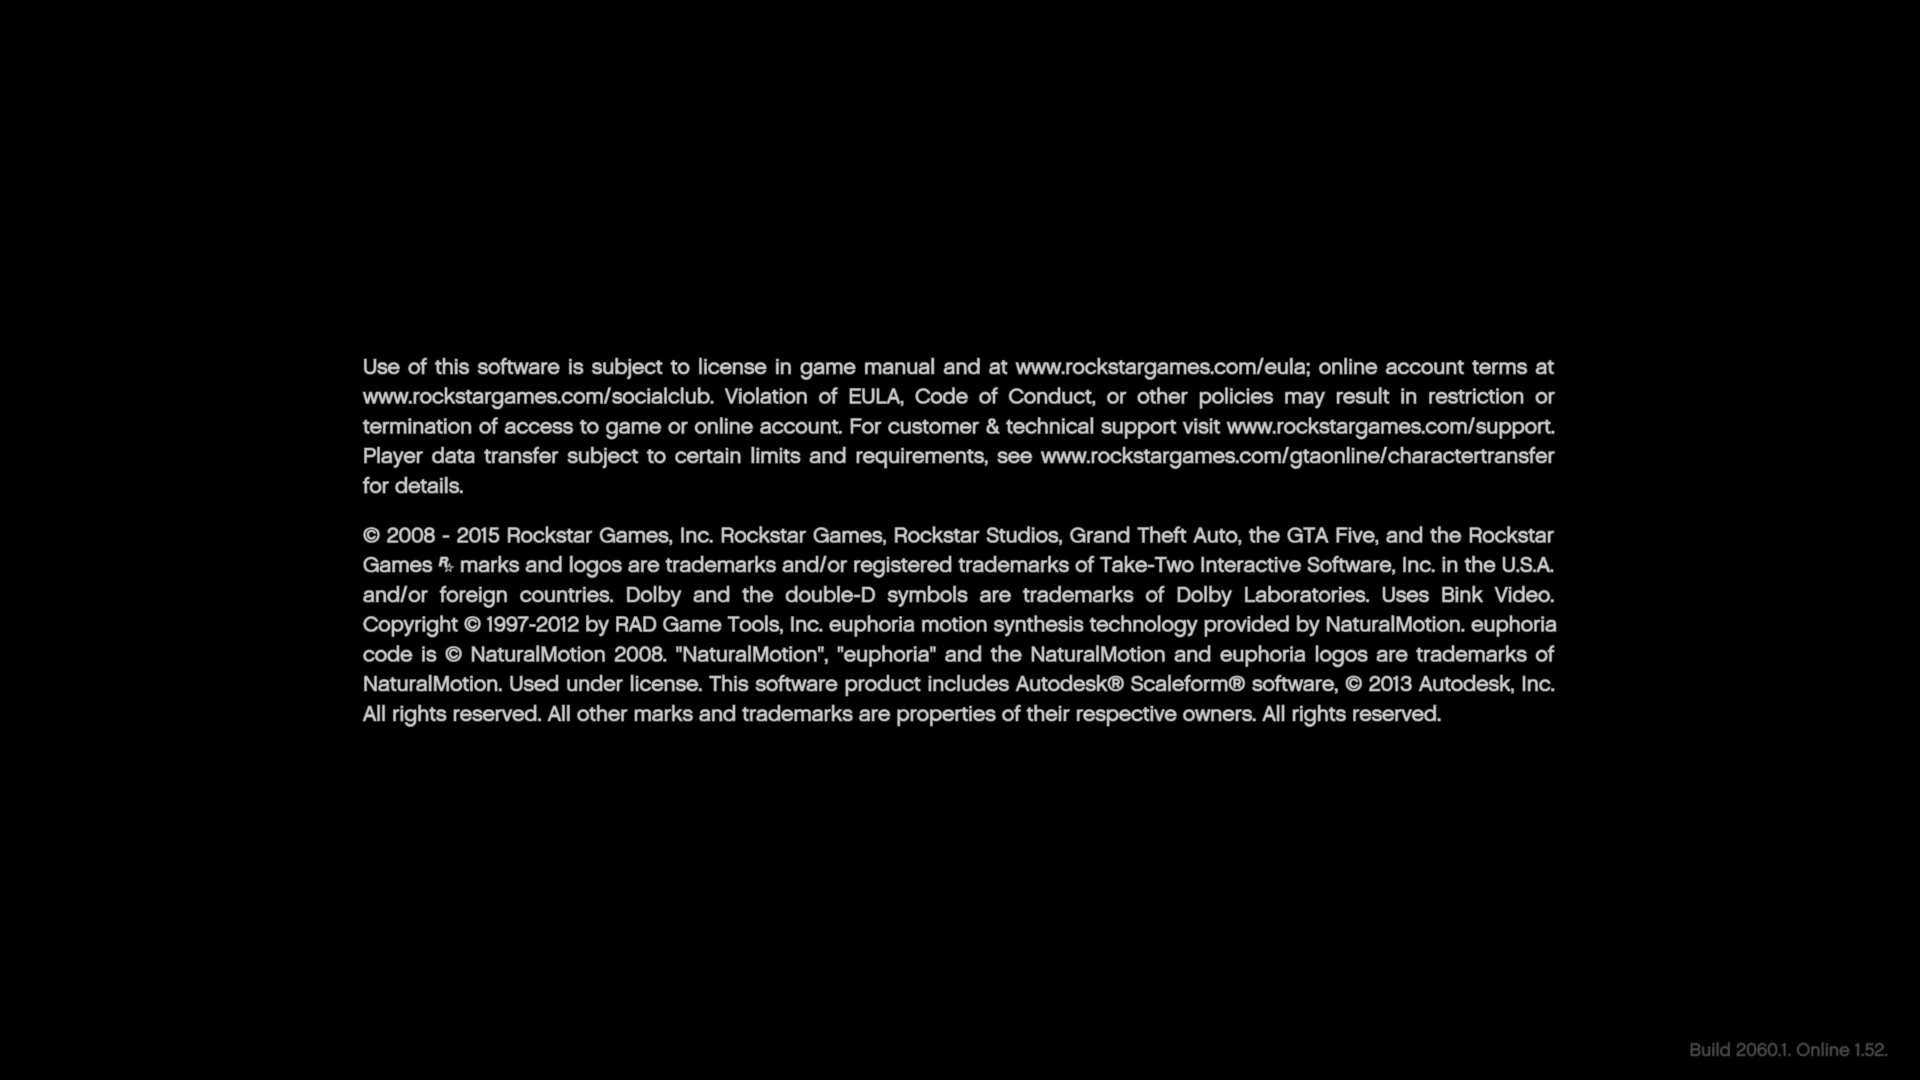 Use of this software is subject to license in game manual and at www.rockstargames.com/eula; online account terms at
www.rockstargames.com/socialclub. Violation of EULA, Code of Conduct, or other policies may result in restriction or
termination of access to game or online account. For customer & technical support visit www.rockstargames.com/support.
Player data transfer subject to certain limits and requirements, see www.rockstargames.com/gtaonline/charactertransfer
for details.
© 2008 - 2015 Rockstar Games, Inc. Rockstar Games, Rockstar Studios, Grand Theft Auto, the GTA Five, and the Rockstar
Games R* marks and logos are trademarks and/or registered trademarks of Take-Two Interactive Software, Inc. in the U.S.A.
and/or foreign countries. Dolby and the double-D symbols are trademarks of Dolby Laboratories. Uses Bink Video.
Copyright © 1997-2012 by RAD Game Tools, Inc. euphoria motion synthesis technology provided by NaturalMotion. euphoria
code is © NaturalMotion 2008. "NaturalMotion", "euphoria" and the NaturalMotion and euphoria logos are trademarks of
NaturalMotion. Used under license. This software product includes Autodesk® Scaleform® software, © 2013 Autodesk, Inc.
All rights reserved. All other marks and trademarks are properties of their respective owners. All rights reserved.
Build 2060.1. Online 1.52.